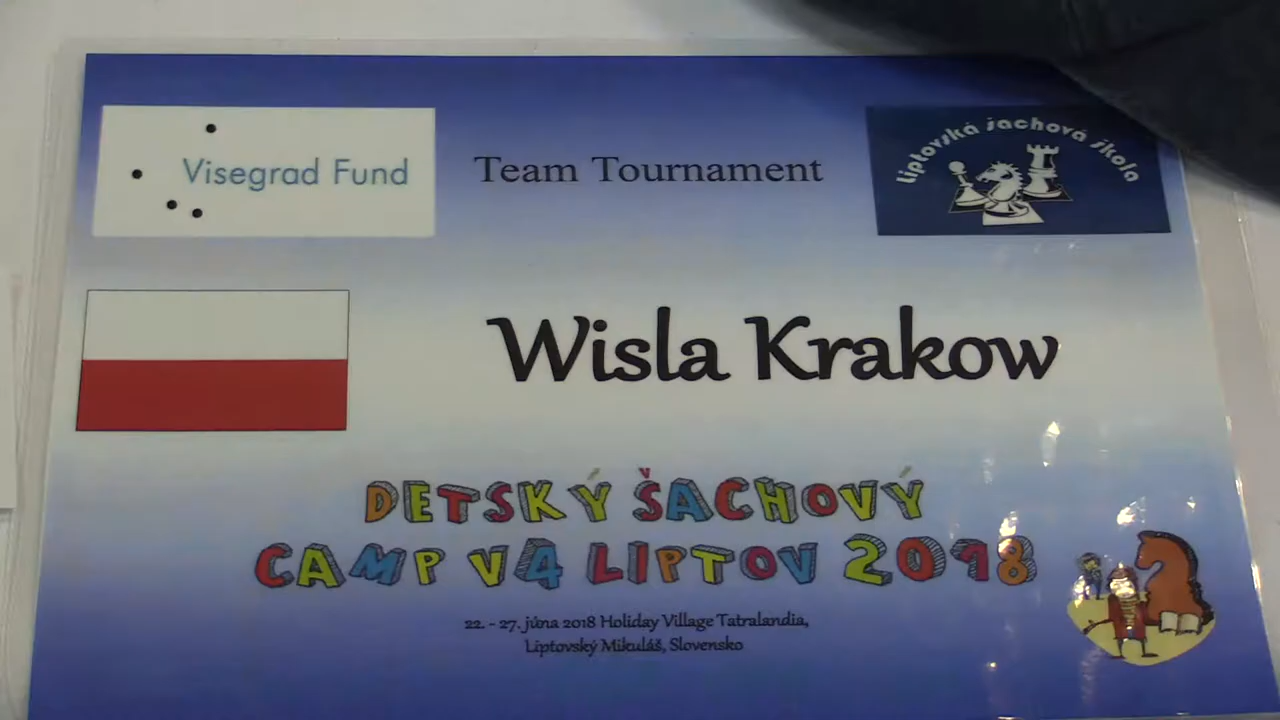 Visegrad Fund
Team Tournament
Liptovská šachová škola
Wisla Krakow
DETSKÝ ŠACHOVÝ
CAMP V4 LIPTOV 2018
22. - 27. júna 2018 Holiday Village Tatralandia,
Liptovský Mikuláš, Slovensko